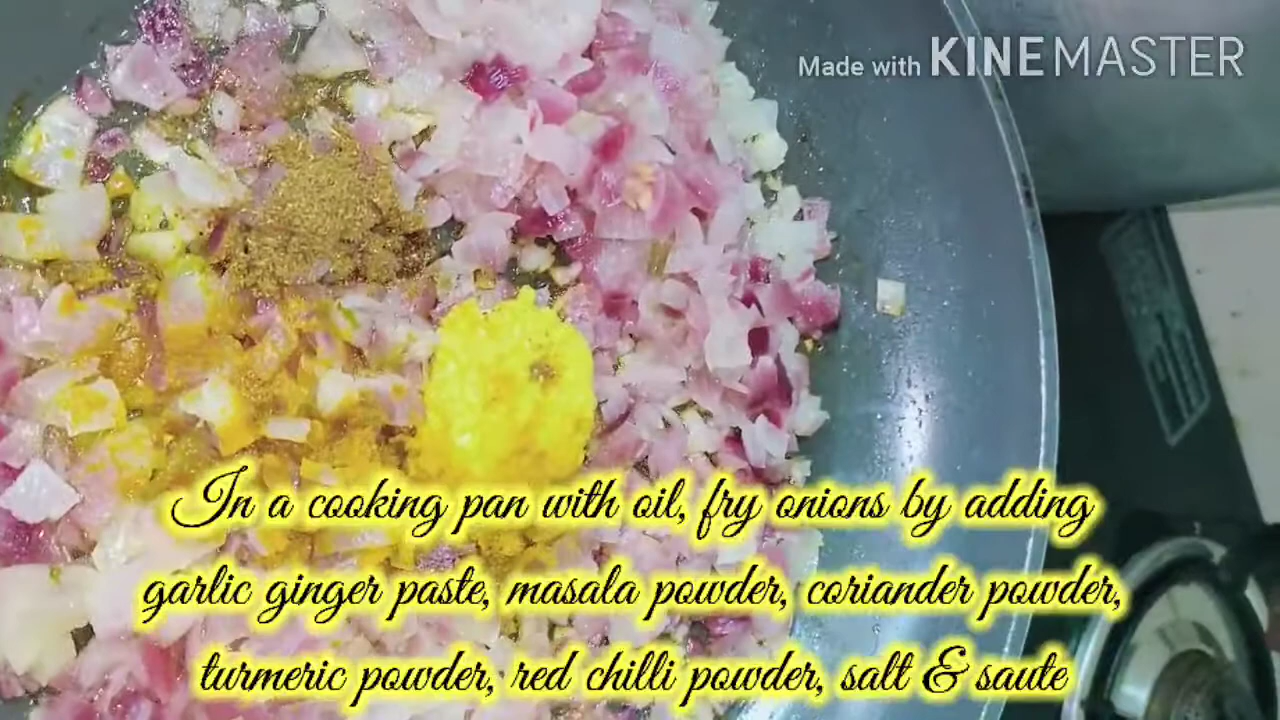 Made with KINEMASTER
In a cooking pan with oil, fry onions by adding
garlic ginger paste, masala powder, coriander powder,
turmeric powder, red chilli powder, salt & saute